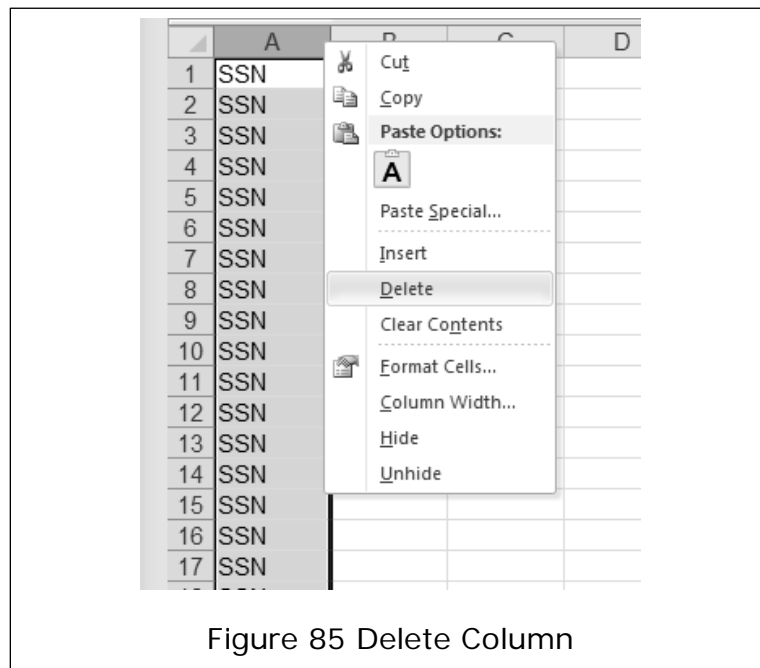 A
D
1 SSN
2 SSN
3 SSN
4 SSN
5 SSN
6 SSN
7 SSN
8 SSN
9 SSN
10 SSN
11 SSN
12 SSN
13 SSN
14 SSN
15 SSN
16 SSN
17 SSN
Cut
Copy
Paste Options:
A
Paste Special...
Insert
Delete
Clear Contents
Format Cells...
Column Width...
Hide
Unhide
Figure 85 Delete Column